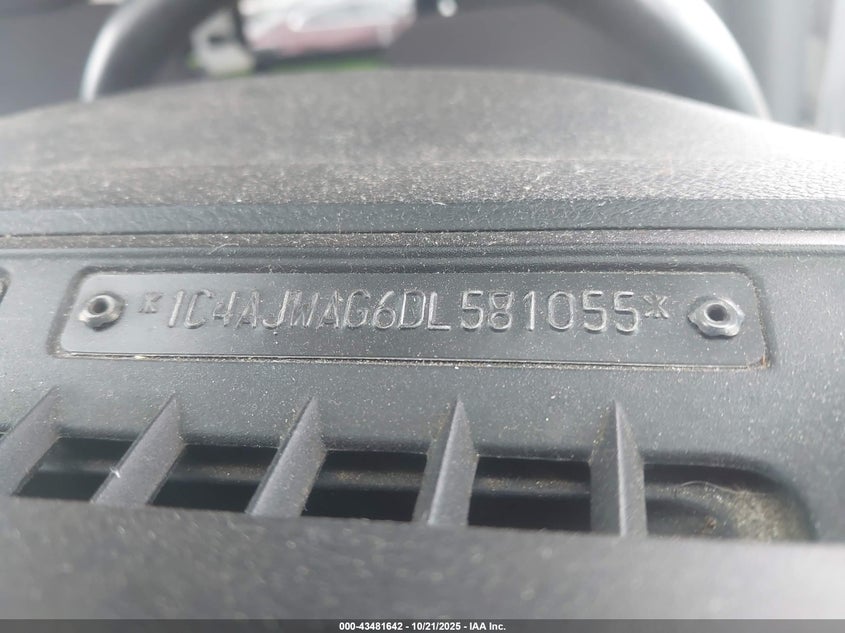 *1C4AJWAG6DL581055*
000-43481642 - 10/21/2025 - IAA Inc.